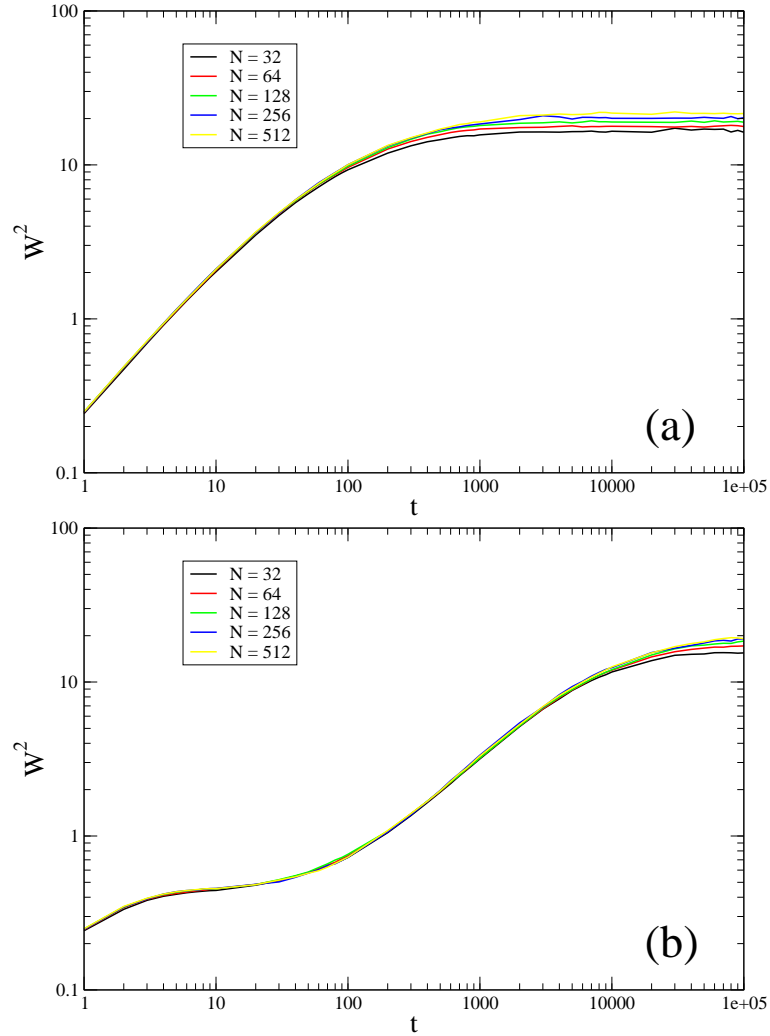 100
10
1
0.1
W²
N = 32
N = 64
N = 128
N = 256
N = 512
(a)
1
10
100
1000
10000
1e+05
t
100
10
1
0.1
W²
N = 32
N = 64
N = 128
N = 256
N = 512
(b)
1
10
100
1000
10000
1e+05
t